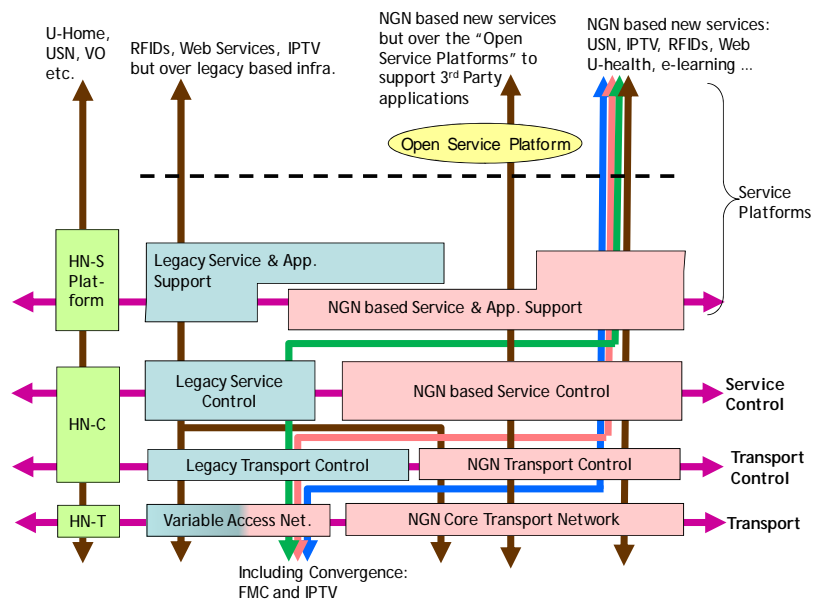 U-Home,
USN, VO
etc.
RFIDs, Web Services, IPTV
but over legacy based infra.
NGN based new services
but over the “Open
Service Platforms” to
support 3rd Party
applications
NGN based new services:
USN, IPTV, RFIDs, Web
U-health, e-learning …
Open Service Platform
Service
Platforms
HN-S
Plat-
form
Legacy Service & App.
Support
NGN based Service & App. Support
HN-C
Legacy Service
Control
NGN based Service Control
Service
Control
Legacy Transport Control
NGN Transport Control
Transport
Control
HN-T
Variable Access Net.
NGN Core Transport Network
Transport
Including Convergence:
FMC and IPTV